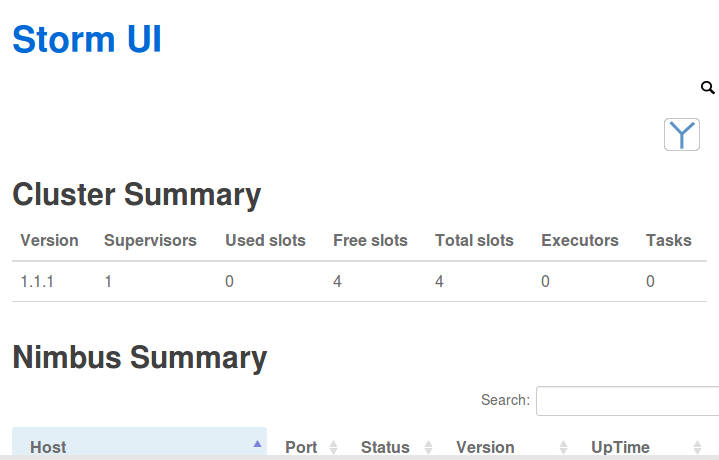 Storm UI
Cluster Summary
Version Supervisors Used slots Free slots Total slots Executors Tasks
1.1.1 1 0 4 4 0 0
Nimbus Summary
Search:
Host Port Status Version UpTime